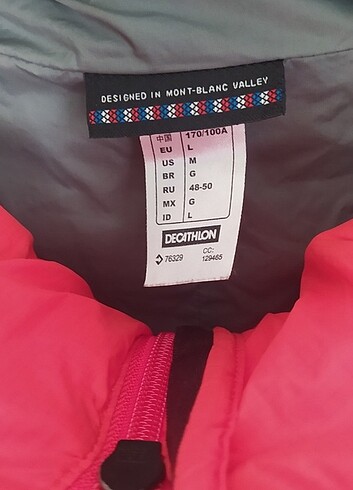 DESIGNED IN MONT-BLANC VALLEY
中国 170/100A
EU L
US M
BR G
RU 48-50
MX G
ID L
DECATHLON
76329 CC: 129465